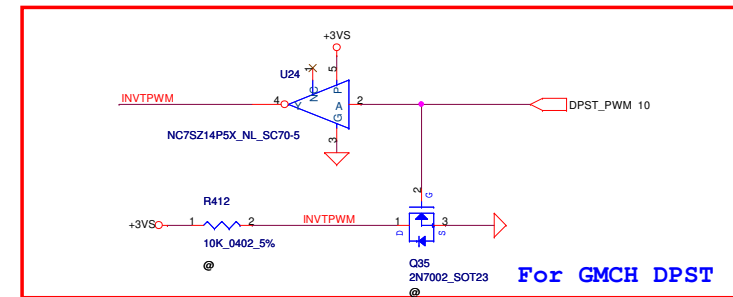 +3VS
U24
1
5
NC
P
INVTPWM
4
Y
A
2
DPST_PWM 10
G
3
NC7SZ14P5X_NL_SC70-5
2
G
R412
+3VS
1
2
INVTPWM
1
3
D
S
10K_0402_5%
@
Q35
2N7002_SOT23
@
For GMCH DPST